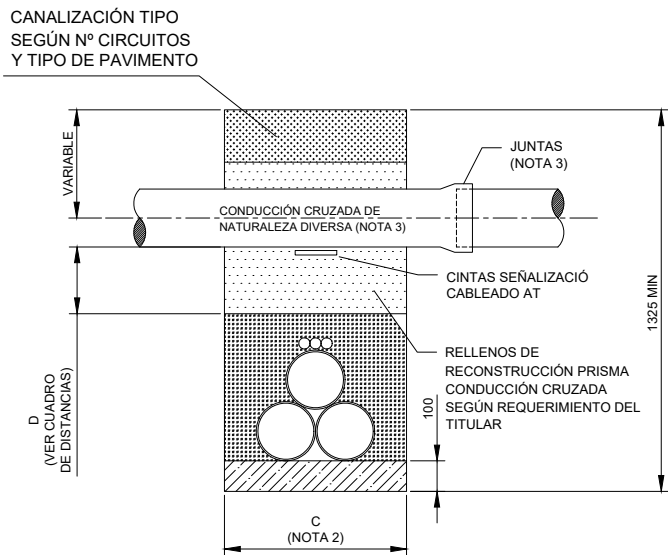 CANALIZACIÓN TIPO
SEGÚN Nº CIRCUITOS
Y TIPO DE PAVIMENTO
VARIABLE
JUNTAS
(NOTA 3)
CONDUCCIÓN CRUZADA DE
NATURALEZA DIVERSA (NOTA 3)
CINTAS SEÑALIZACIÓ
CABLEADO AT
1325 MIN
RELLENOS DE
RECONSTRUCCIÓN PRISMA
CONDUCCIÓN CRUZADA
SEGÚN REQUERIMIENTO DEL
TITULAR
D
(VER CUADRO
DE DISTANCIAS)
100
C
(NOTA 2)